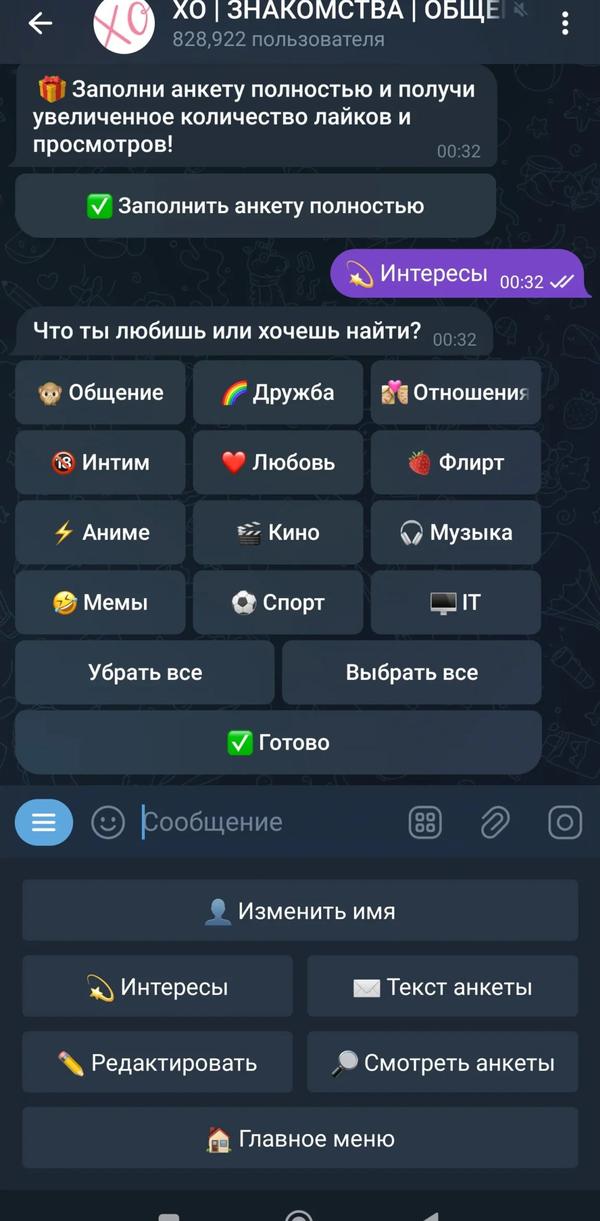 XO | ЗНАКОМСТВА | ОБЩЕ
828,922 пользователя
Заполни анкету полностью и получи
увеличенное количество лайков и
просмотров!
00:32
Заполнить анкету полностью
Интересы 00:32
Что ты любишь или хочешь найти? 00:32
Общение Дружба Отношения
Интим Любовь Флирт
Аниме Кино Музыка
Мемы Спорт IT
Убрать все Выбрать все
Готово
Сообщение
Изменить имя
Интересы Текст анкеты
Редактировать Смотреть анкеты
Главное меню